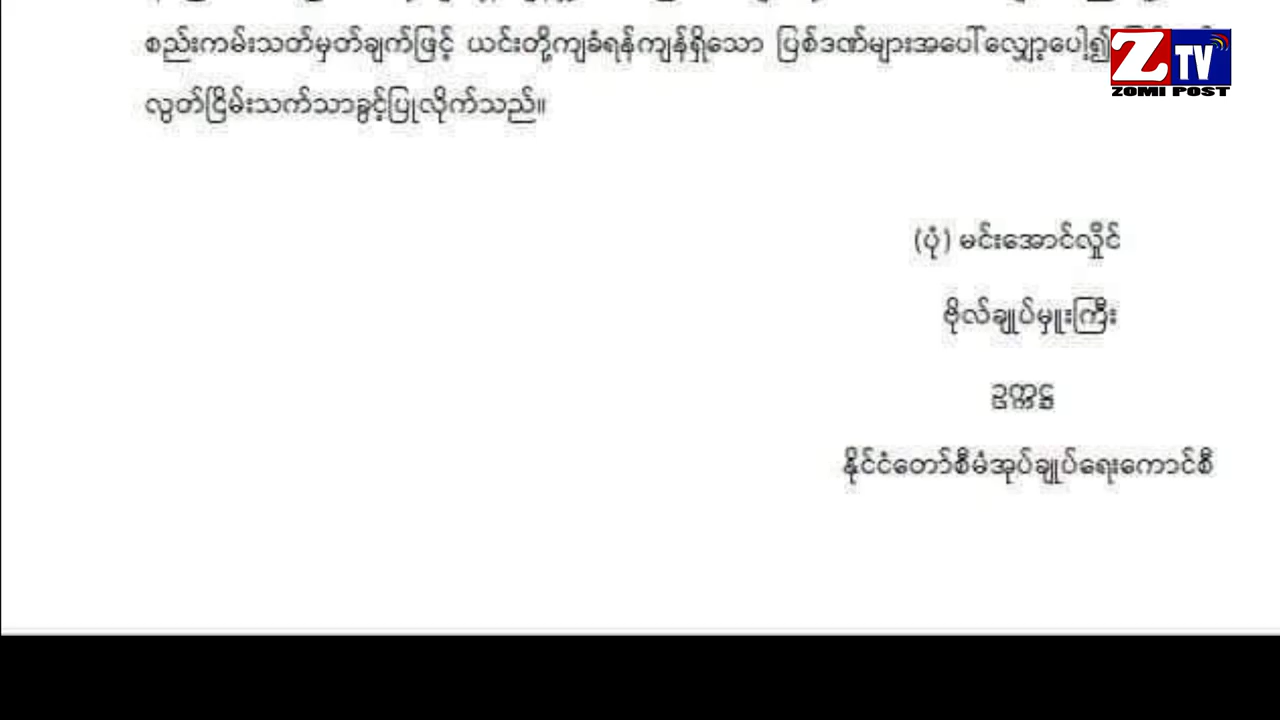 စည်းကမ်းသတ်မှတ်ချက်ဖြင့် ယင်းတို့ကျခံရန်ကျန်ရှိသော ပြစ်ဒဏ်များအပေါ်လျှော့ပေါ့၍
လွတ်ငြိမ်းသက်သာခွင့်ပြုလိုက်သည်။
(ပုံ) မင်းအောင်လှိုင်
ဗိုလ်ချုပ်မှူးကြီး
ဥက္ကဋ္ဌ
နိုင်ငံတော်စီမံအုပ်ချုပ်ရေးကောင်စီ
Z TV
ZOMI POST